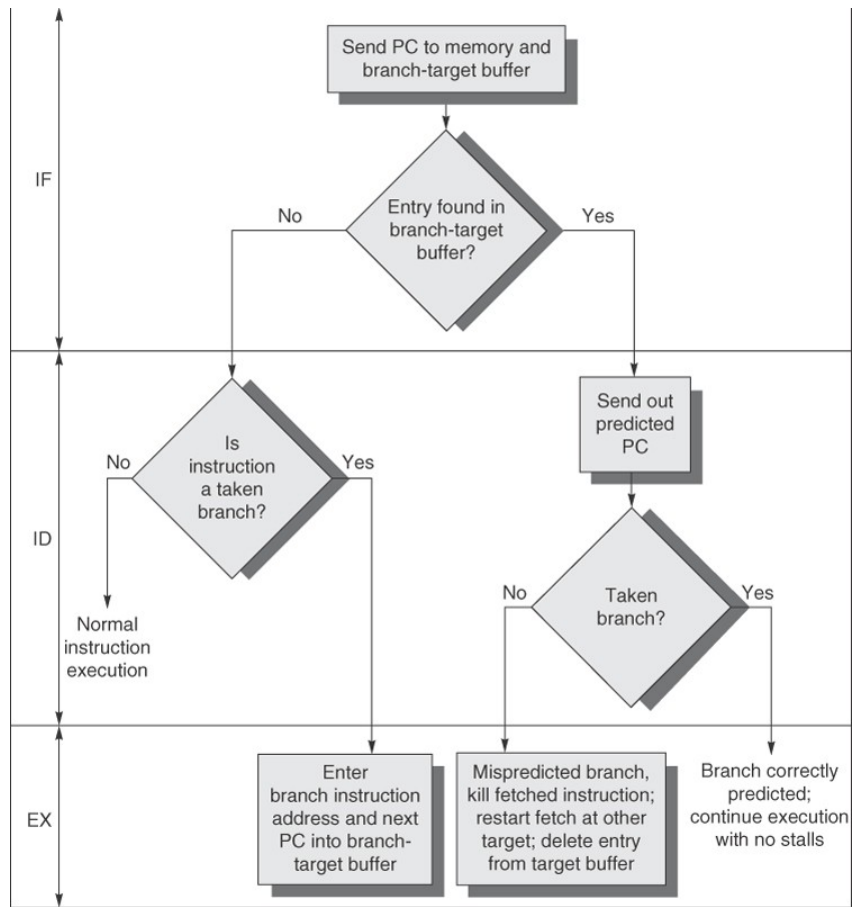 Send PC to memory and
branch-target buffer
IF
No
Entry found in
branch-target
buffer?
Yes
Send out
predicted
PC
No
Is
instruction
a taken
branch?
Yes
ID
No
Taken
branch?
Yes
Normal
instruction
execution
EX
Enter
branch instruction
address and next
PC into branch-
target buffer
Mispredicted branch,
kill fetched instruction;
restart fetch at other
target; delete entry
from target buffer
Branch correctly
predicted;
continue execution
with no stalls